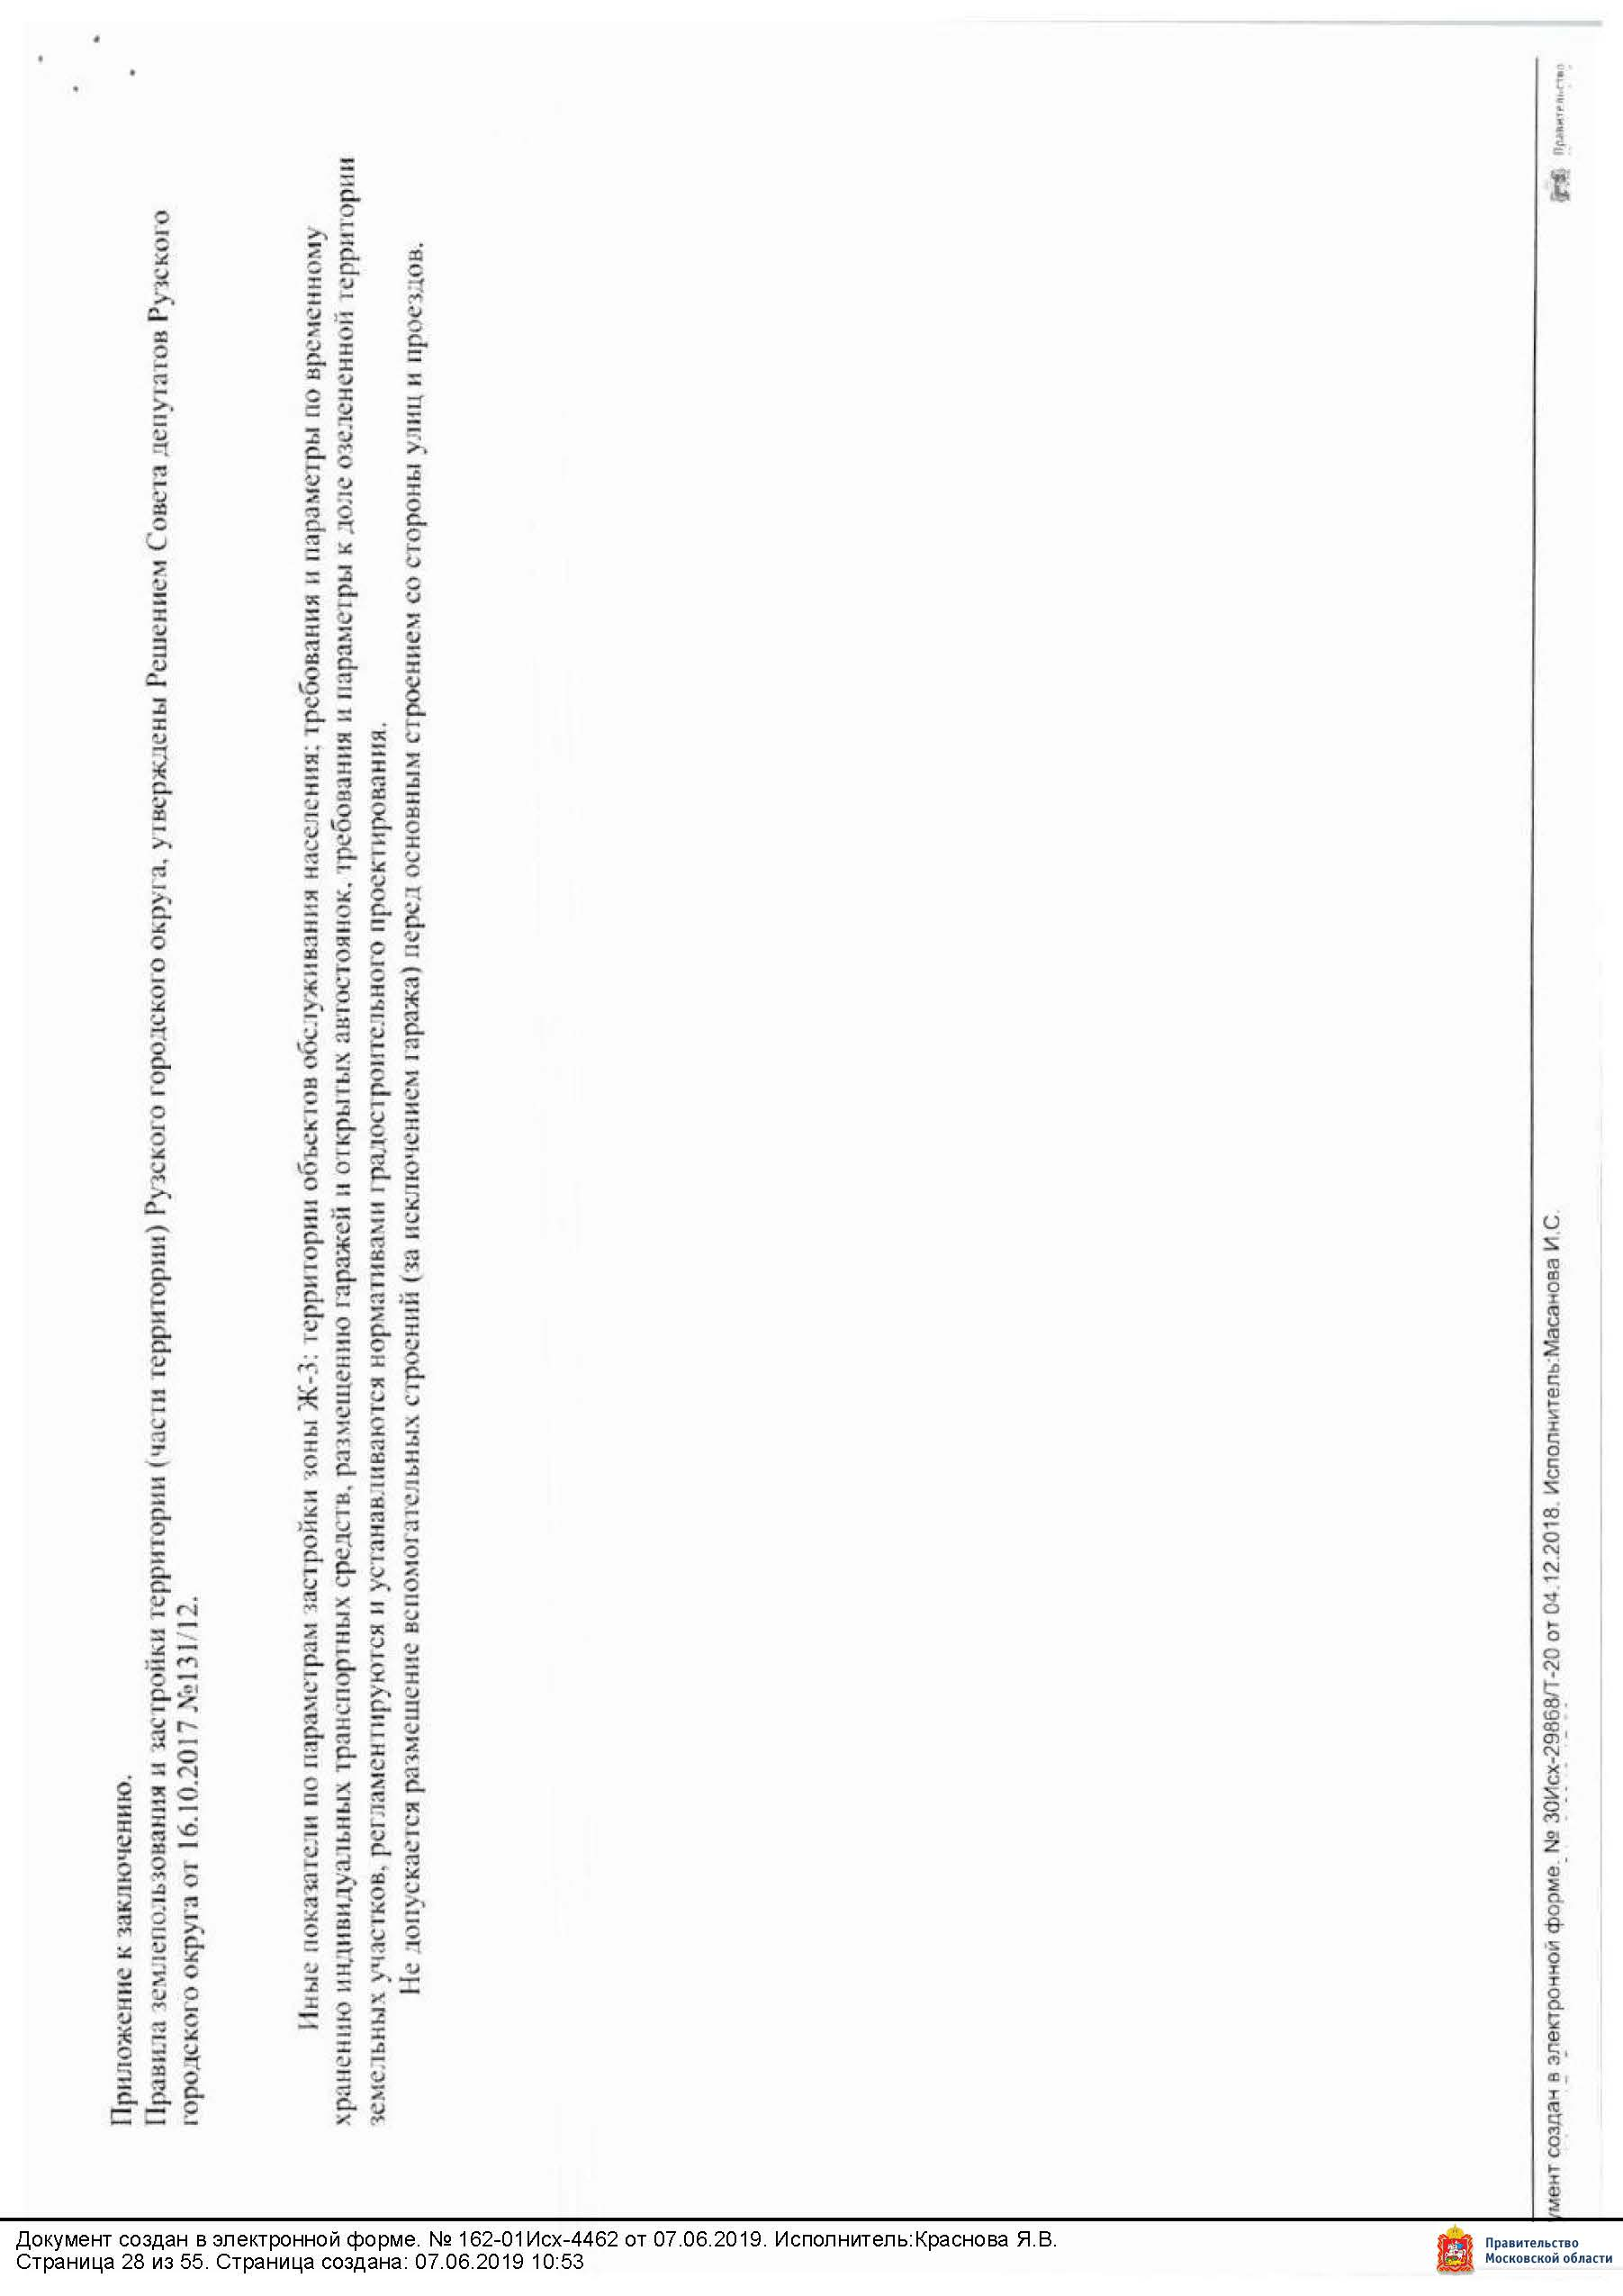 Приложение к заключению.
Правила землепользования и застройки территории (части территории) Рузского городского округа, утверждены Решением Совета депутатов Рузского
городского округа от 16.10.2017 №131/12.
Иные показатели по параметрам застройки зоны Ж-3: территории объектов обслуживания населения; требования и параметры по временному
хранению индивидуальных транспортных средств, размещению гаражей и открытых автостоянок, требования и параметры к доле озелененной территории
земельных участков, регламентируются и устанавливаются нормативами градостроительного проектирования.
Не допускается размещение вспомогательных строений (за исключением гаража) перед основным строением со стороны улиц и проездов.
умент создан в электронной форме. № 30Исх-29868/Т-20 от 04.12.2018. Исполнитель:Масанова И.С.
Правительство
Документ создан в электронной форме. № 162-01Исх-4462 от 07.06.2019. Исполнитель:Краснова Я.В.
Страница 28 из 55. Страница создана: 07.06.2019 10:53
Правительство
Московской области